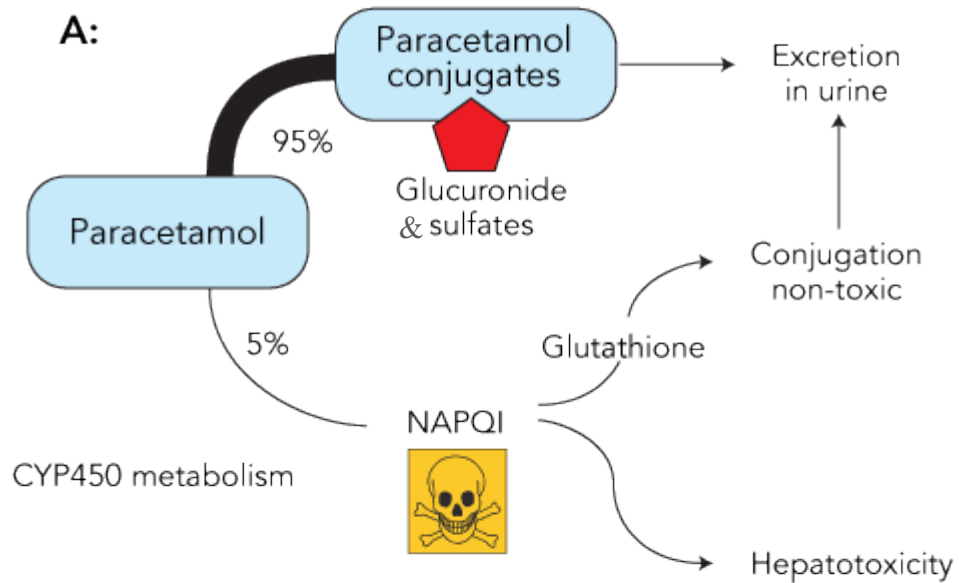 A:
Paracetamol
conjugates
Excretion
in urine
95%
Glucuronide
& sulfates
Paracetamol
Conjugation
non-toxic
5%
Glutathione
NAPQI
CYP450 metabolism
Hepatotoxicity